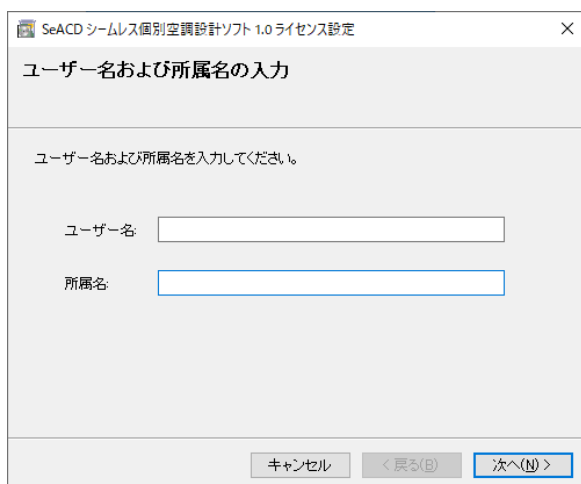 SeACD シームレス個別空調設計ソフト 1.0 ライセンス設定
ユーザー名および所属名の入力
ユーザー名および所属名を入力してください。
ユーザー名:
所属名:
キャンセル
< 戻る(B)
次へ(N) >